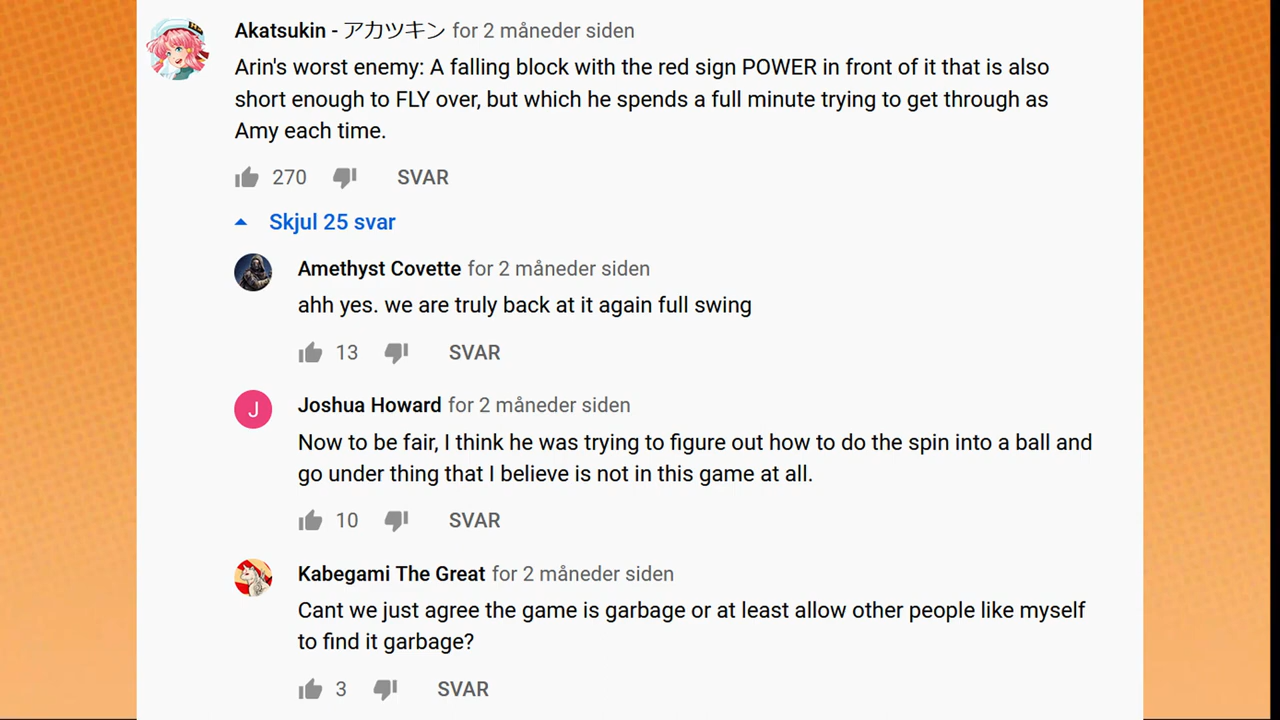 Akatsukin - アカツキン for 2 måneder siden
Arin's worst enemy: A falling block with the red sign POWER in front of it that is also
short enough to FLY over, but which he spends a full minute trying to get through as
Amy each time.
270 SVAR
Skjul 25 svar
Amethyst Covette for 2 måneder siden
ahh yes. we are truly back at it again full swing
13 SVAR
J
Joshua Howard for 2 måneder siden
Now to be fair, I think he was trying to figure out how to do the spin into a ball and
go under thing that I believe is not in this game at all.
10 SVAR
Kabegami The Great for 2 måneder siden
Cant we just agree the game is garbage or at least allow other people like myself
to find it garbage?
3 SVAR